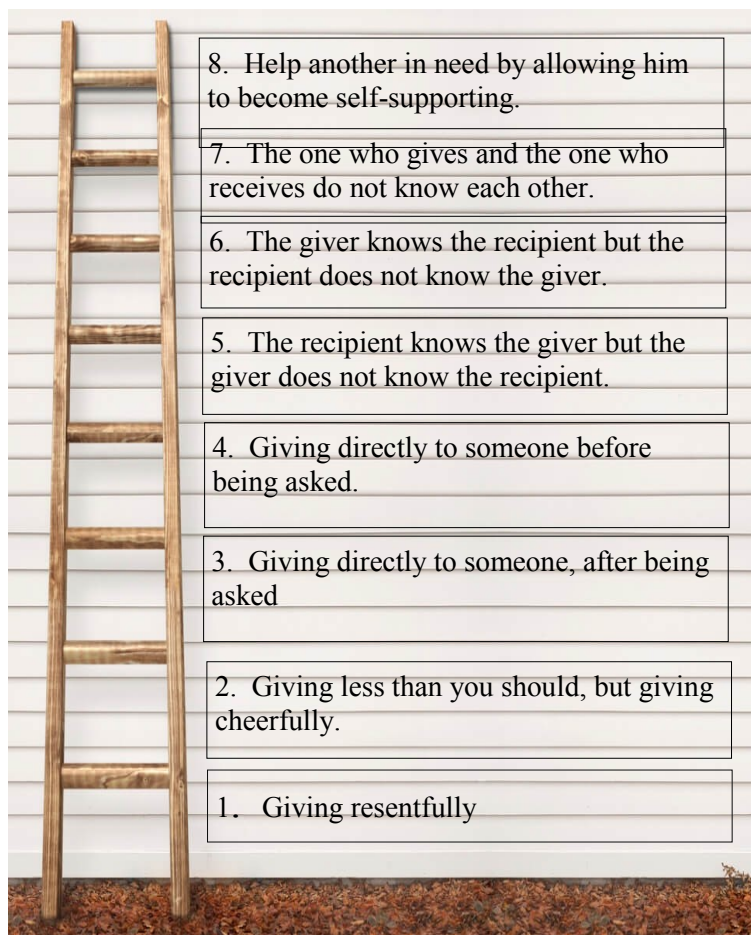 8.  Help another in need by allowing him
to become self-supporting.
7.  The one who gives and the one who
receives do not know each other.
6.  The giver knows the recipient but the
recipient does not know the giver.
5.  The recipient knows the giver but the
giver does not know the recipient.
4.  Giving directly to someone before
being asked.
3.  Giving directly to someone, after being
asked
2.  Giving less than you should, but giving
cheerfully.
1.  Giving resentfully